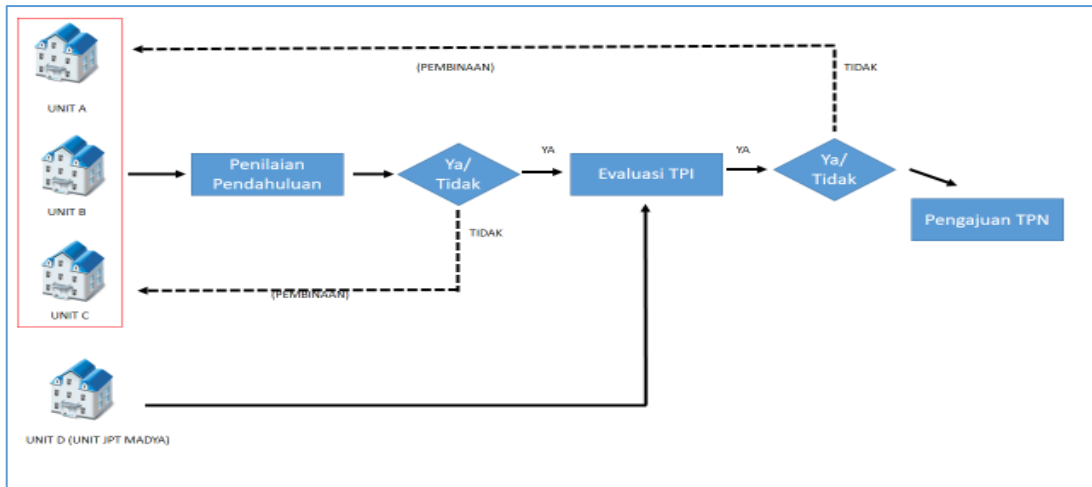 (PEMBINAAN)
TIDAK
UNIT A
Penilaian
Pendahuluan
Ya/
Tidak
YA
Evaluasi TPI
YA
Ya/
Tidak
Pengajuan TPN
UNIT B
TIDAK
(PEMBINAAN)
UNIT C
UNIT D (UNIT JPT MADYA)